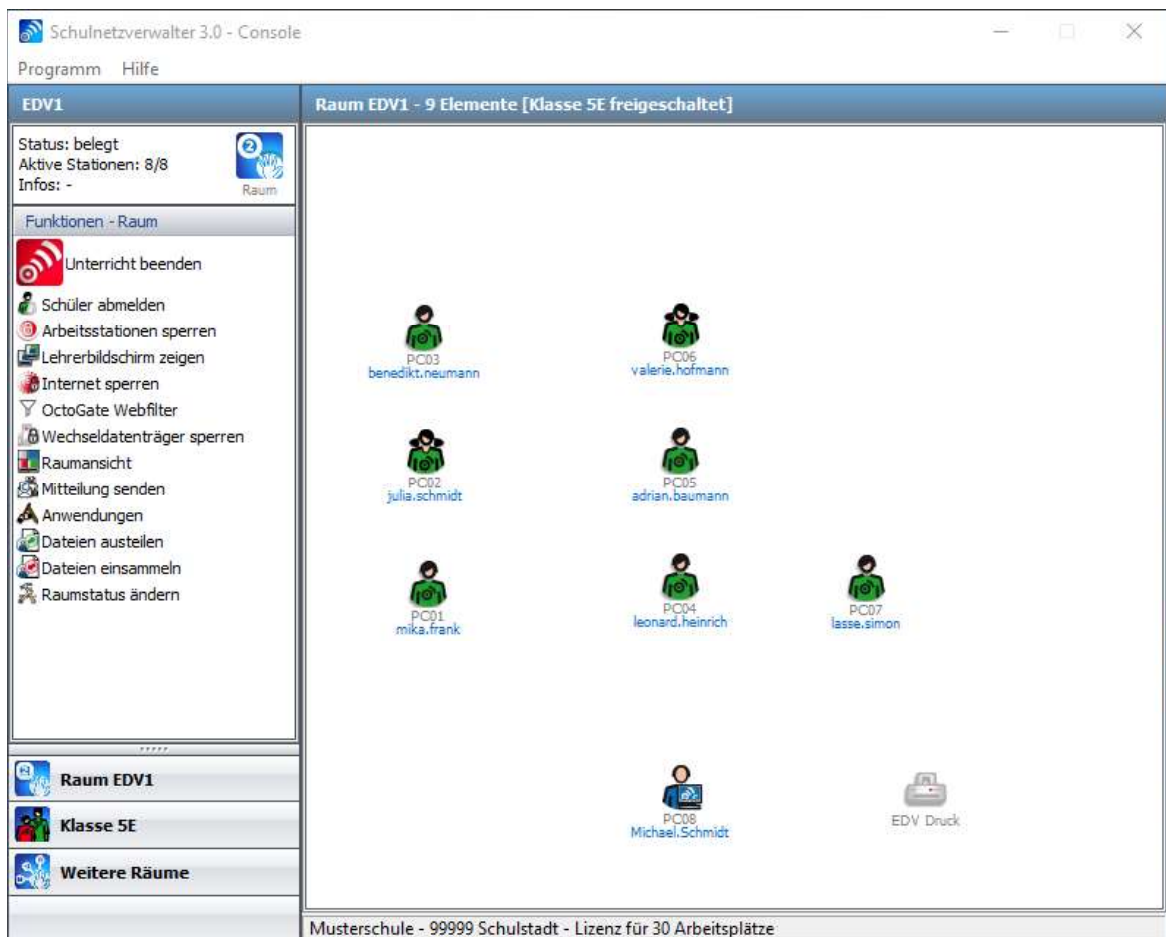 Schulnetzverwalter 3.0 - Console
Programm Hilfe
EDV1
Status: belegt
Aktive Stationen: 8/8
Infos: -
2
Raum
Funktionen - Raum
Unterricht beenden
Schüler abmelden
Arbeitsstationen sperren
Lehrerbildschirm zeigen
Internet sperren
OctoGate Webfilter
Wechseldatenträger sperren
Raumansicht
Mitteilung senden
Anwendungen
Dateien austeilen
Dateien einsammeln
Raumstatus ändern
Raum EDV1
Klasse 5E
Weitere Räume
Raum EDV1 - 9 Elemente [Klasse 5E freigeschaltet]
PC03
benedikt.neumann
PC06
valerie.hofmann
PC02
julia.schmidt
PC05
adrian.baumann
PC01
mika.frank
PC04
leonard.heinrich
PC07
lasse.simon
PC08
Michael.Schmidt
EDV Druck
Musterschule - 99999 Schulstadt - Lizenz für 30 Arbeitsplätze